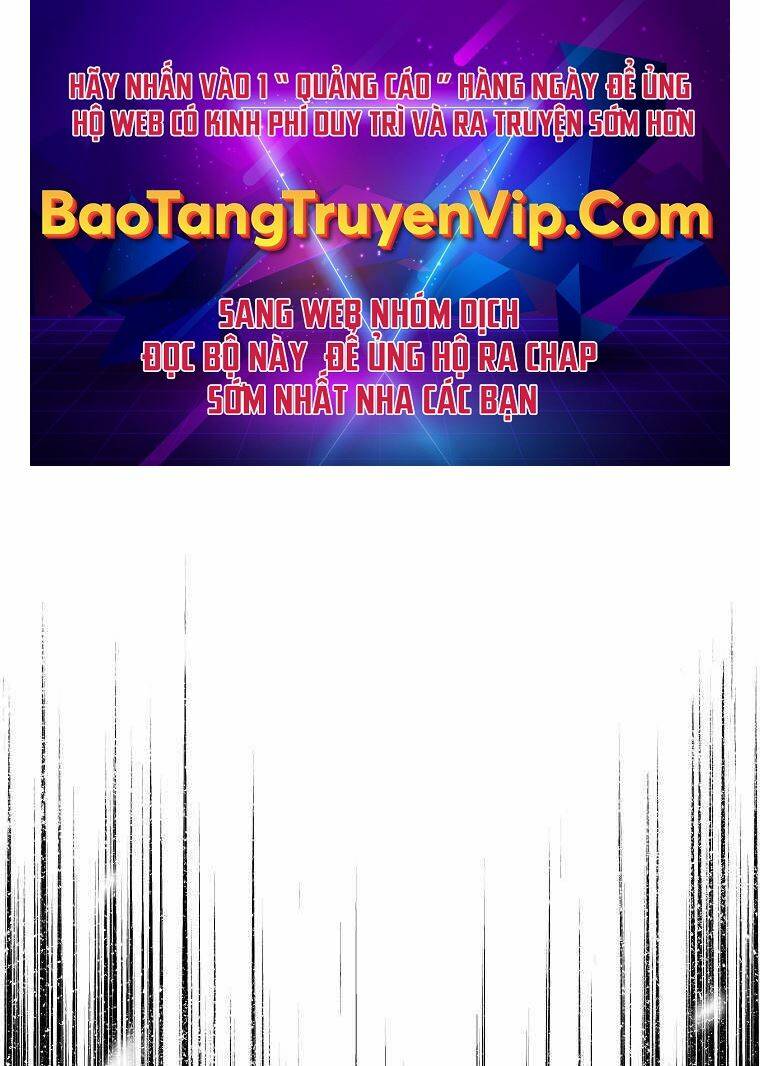 HÃY NHẤN VÀO 1 “ QUẢNG CÁO ” HÀNG NGÀY ĐỂ ỦNG
HỘ WEB CÓ KINH PHÍ DUY TRÌ VÀ RA TRUYỆN SỚM HƠN
BaoTangTruyenVip.Com
SANG WEB NHÓM DỊCH
ĐỌC BỘ NÀY ĐỂ ỦNG HỘ RA CHAP
SỚM NHẤT NHA CÁC BẠN